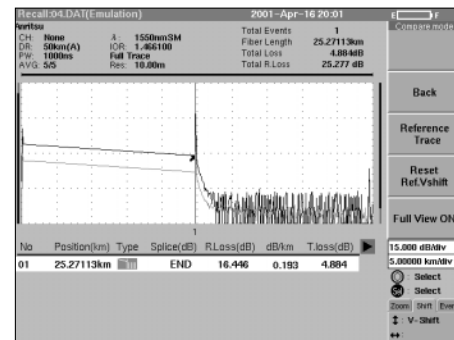 Recall:04.DAT(Emulation) 2001-Apr-16 20:01 E F
Anritsu
CH: None
DR: 50km(A)
PW: 1000ns
AVG: 5/5
λ: 1550nmSM
IOR: 1.466100
Full Trace
Res: 10.00m
Total Events 1
Fiber Length 25.27113km
Total Loss 4.884dB
Total R.Loss 25.277 dB
Compare mode
Back
Reference
Trace
Reset
Ref.Vshift
Full View ON
1
No Position(km) Type Splice(dB) R.Loss(dB) dB/km T.loss(dB)
01 25.27113km END 16.446 0.193 4.884
15.000 dB/div
5.00000 km/div
: Select
Sel : Select
Zoom Shift Even
: V-Shift
: